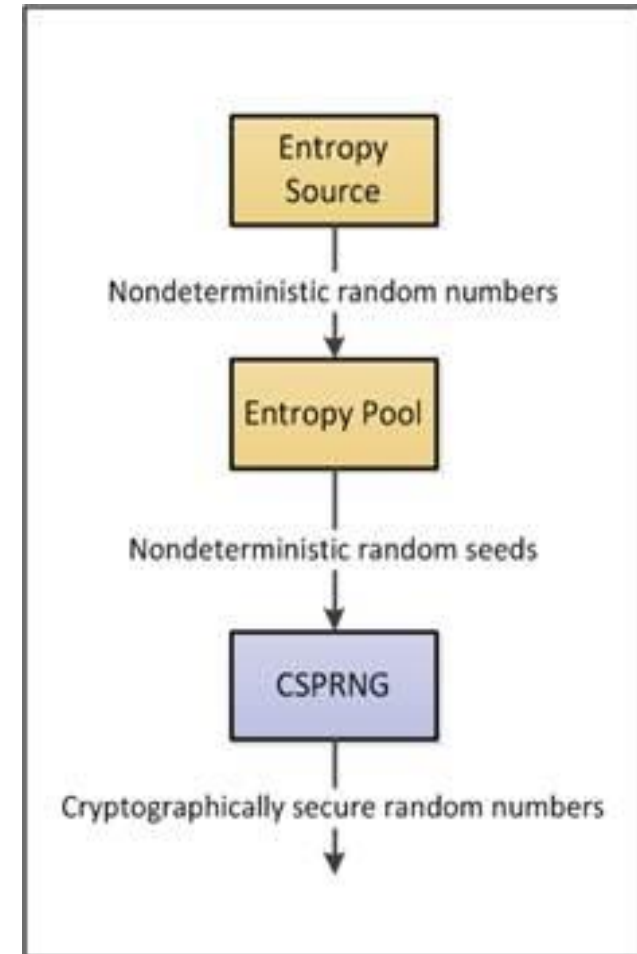 Entropy
Source
Nondeterministic random numbers
Entropy Pool
Nondeterministic random seeds
CSPRNG
Cryptographically secure random numbers